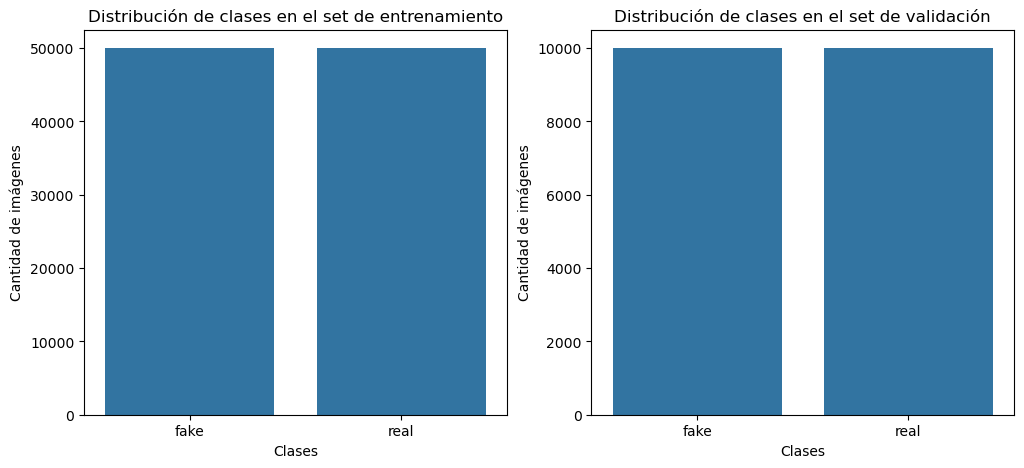 Distribución de clases en el set de entrenamiento
Cantidad de imágenes
50000
40000
30000
20000
10000
0
fake
real
Clases
Distribución de clases en el set de validación
Cantidad de imágenes
10000
8000
6000
4000
2000
0
fake
real
Clases